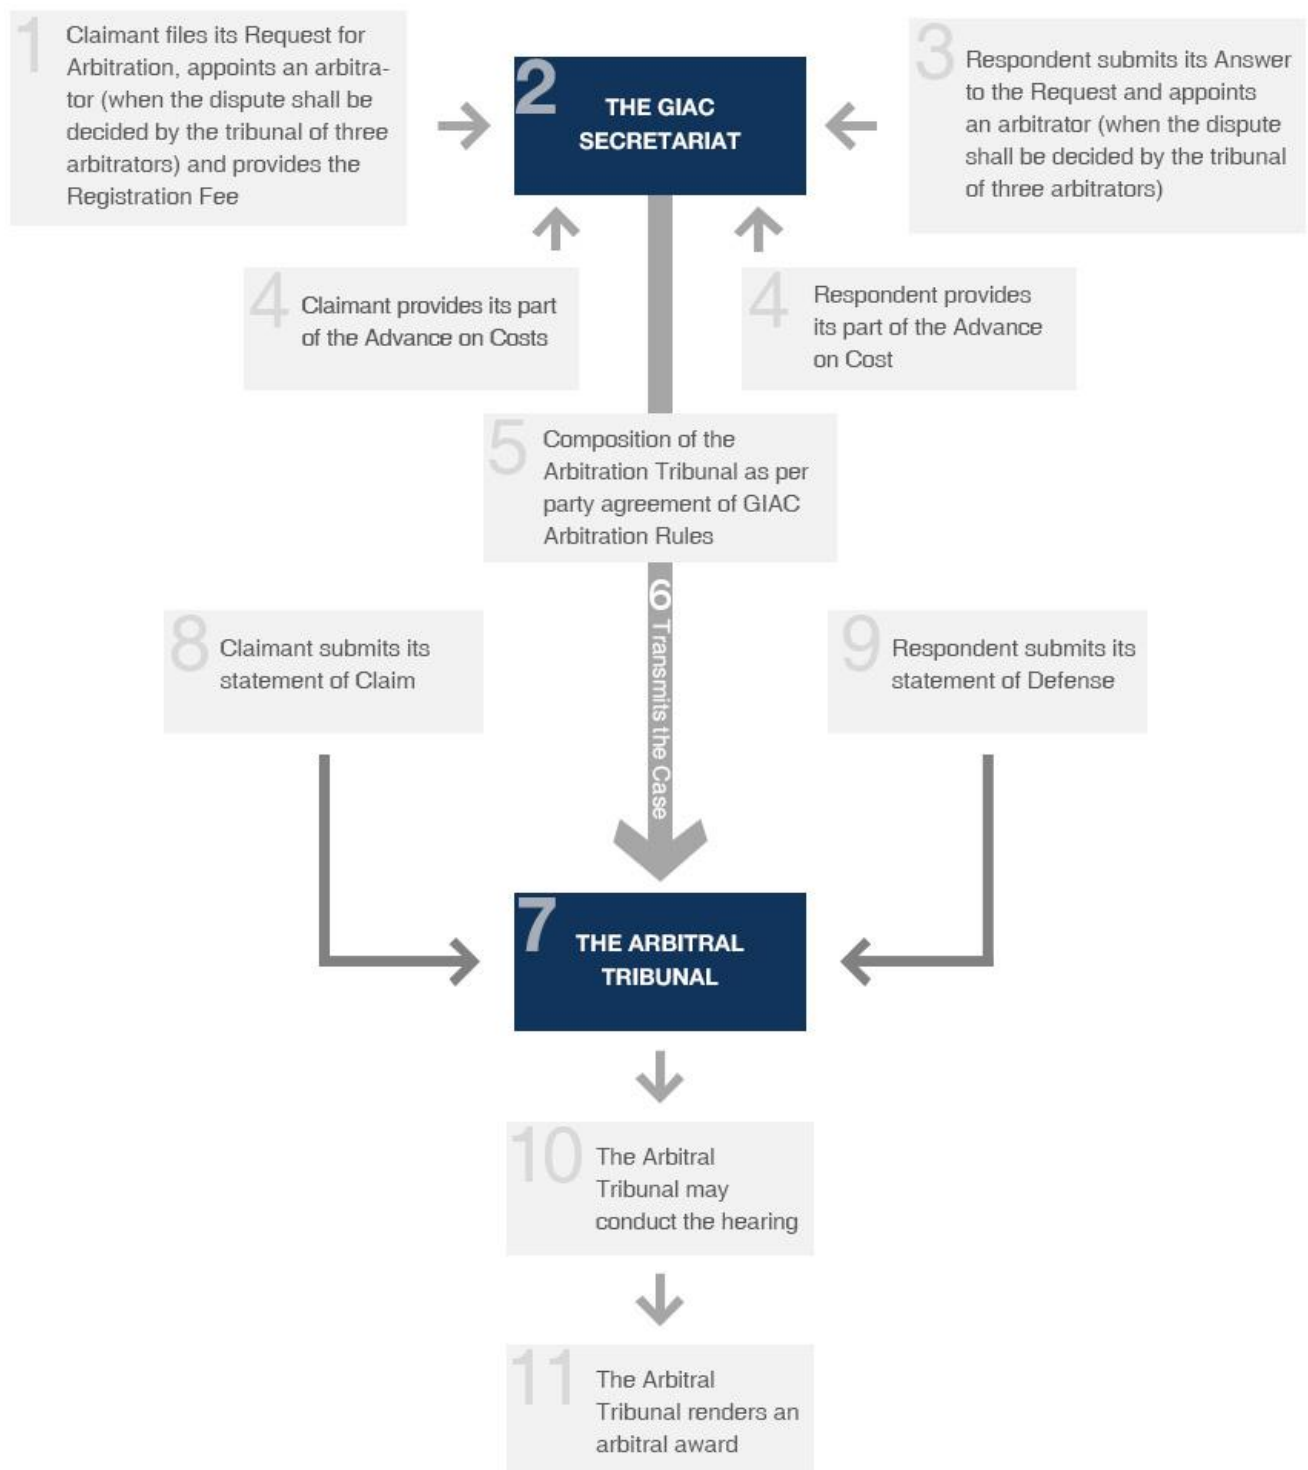 1
Claimant files its Request for
Arbitration, appoints an arbitra-
tor (when the dispute shall be
decided by the tribunal of three
arbitrators) and provides the
Registration Fee
2
THE GIAC
SECRETARIAT
3
Respondent submits its Answer
to the Request and appoints
an arbitrator (when the dispute
shall be decided by the tribunal
of three arbitrators)
4
Claimant provides its part
of the Advance on Costs
4
Respondent provides
its part of the Advance
on Cost
5
Composition of the
Arbitration Tribunal as per
party agreement of GIAC
Arbitration Rules
6 Transmits the Case
8
Claimant submits its
statement of Claim
9
Respondent submits its
statement of Defense
7
THE ARBITRAL
TRIBUNAL
10
The Arbitral
Tribunal may
conduct the hearing
11
The Arbitral
Tribunal renders an
arbitral award